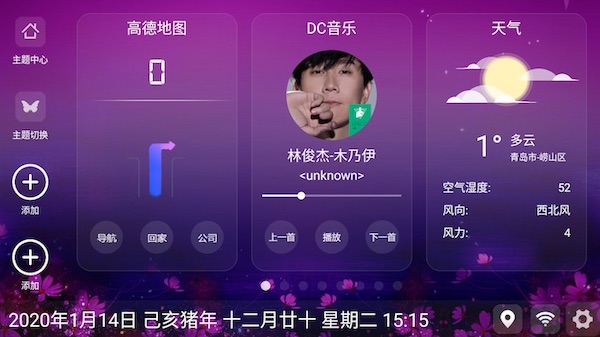 主题中心
主题切换
添加
添加
高德地图
0
导航
回家
公司
DC音乐
林俊杰-木乃伊
<unknown>
上一首
播放
下一首
天气
1° 多云
青岛市-崂山区
空气湿度: 52
风向: 西北风
风力: 4
2020年1月14日 己亥猪年 十二月廿十 星期二 15:15